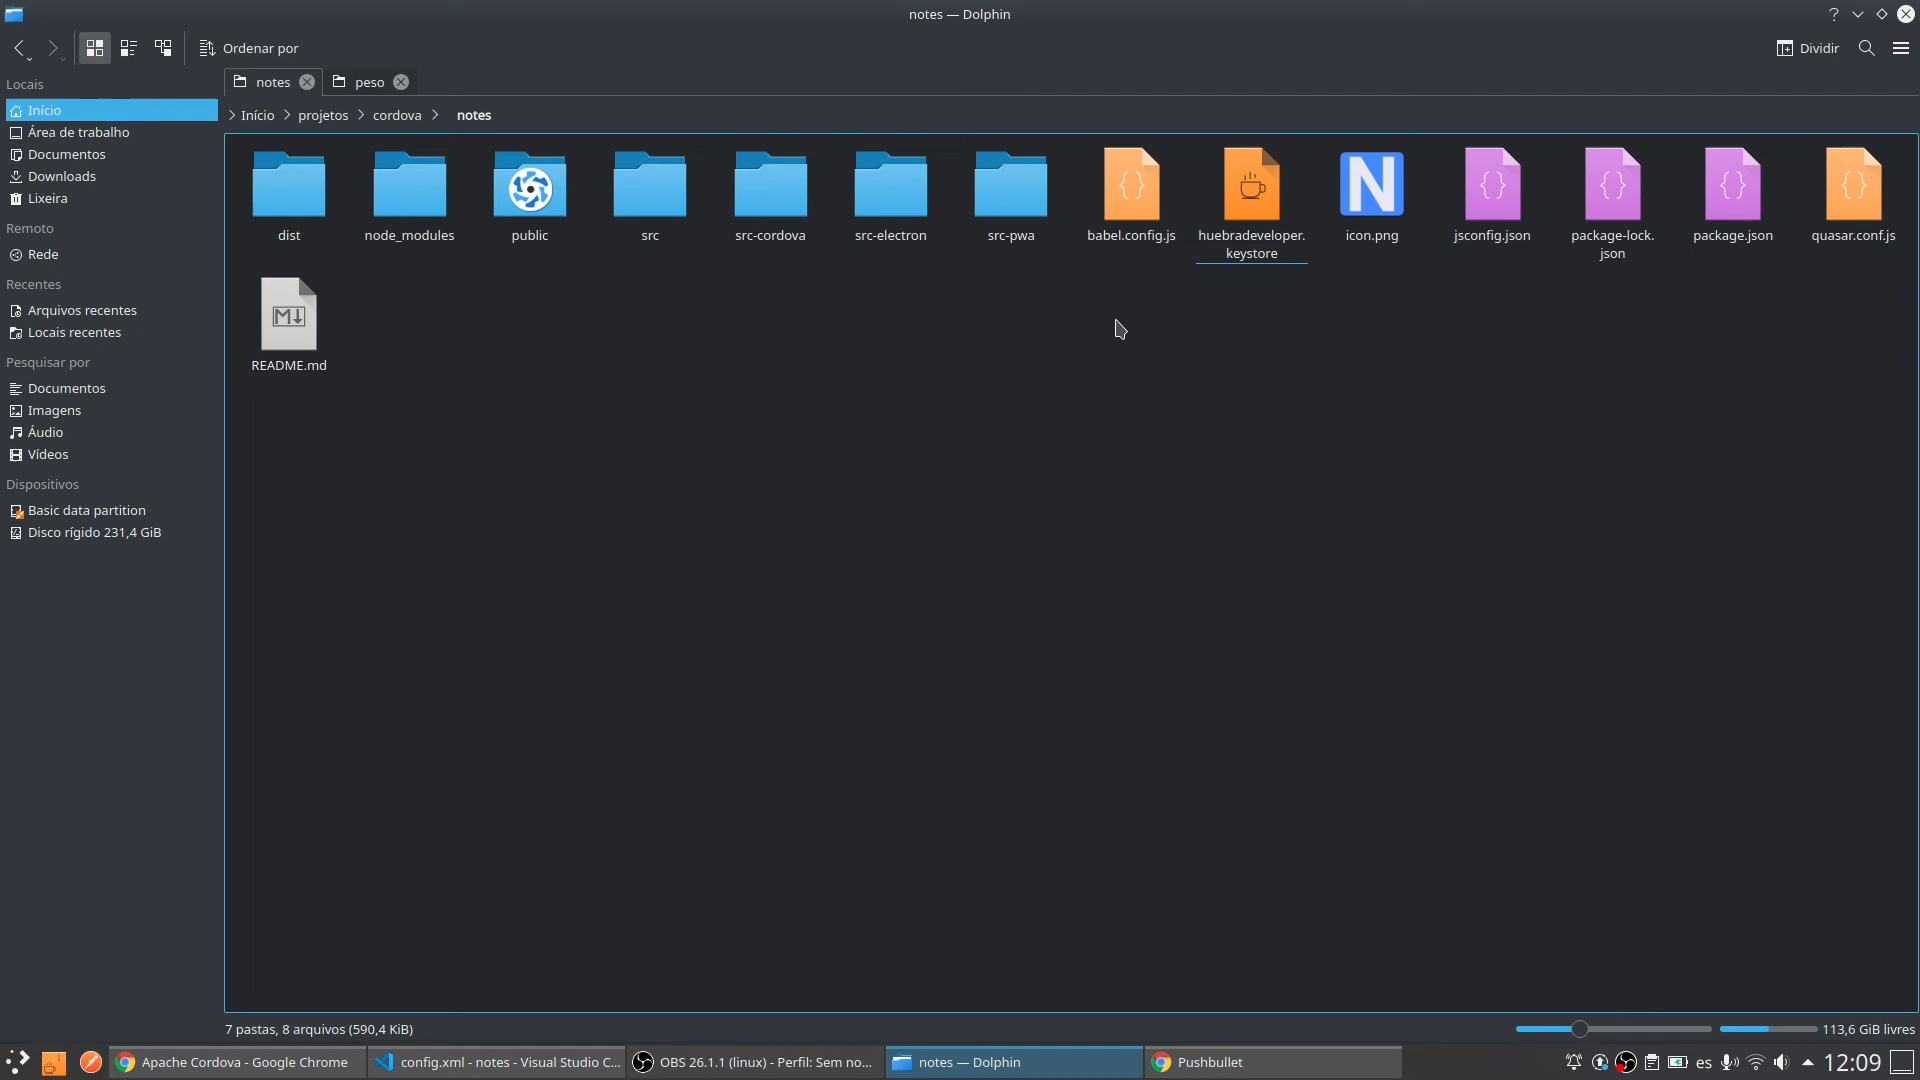 notes — Dolphin
Ordenar por
Dividir
Locais
Início
Área de trabalho
Documentos
Downloads
Lixeira
Remoto
Rede
Recentes
Arquivos recentes
Locais recentes
Pesquisar por
Documentos
Imagens
Áudio
Vídeos
Dispositivos
Basic data partition
Disco rígido 231,4 GiB
notes
peso
> Início > projetos > cordova > notes
dist
node_modules
public
src
src-cordova
src-electron
src-pwa
babel.config.js
huebradeveloper.
keystore
N
icon.png
jsconfig.json
package-lock.
json
package.json
quasar.conf.js
M↓
README.md
7 pastas, 8 arquivos (590,4 KiB)
113,6 GiB livres
Apache Cordova - Google Chrome
config.xml - notes - Visual Studio C...
OBS 26.1.1 (linux) - Perfil: Sem no...
notes — Dolphin
Pushbullet
es
12:09